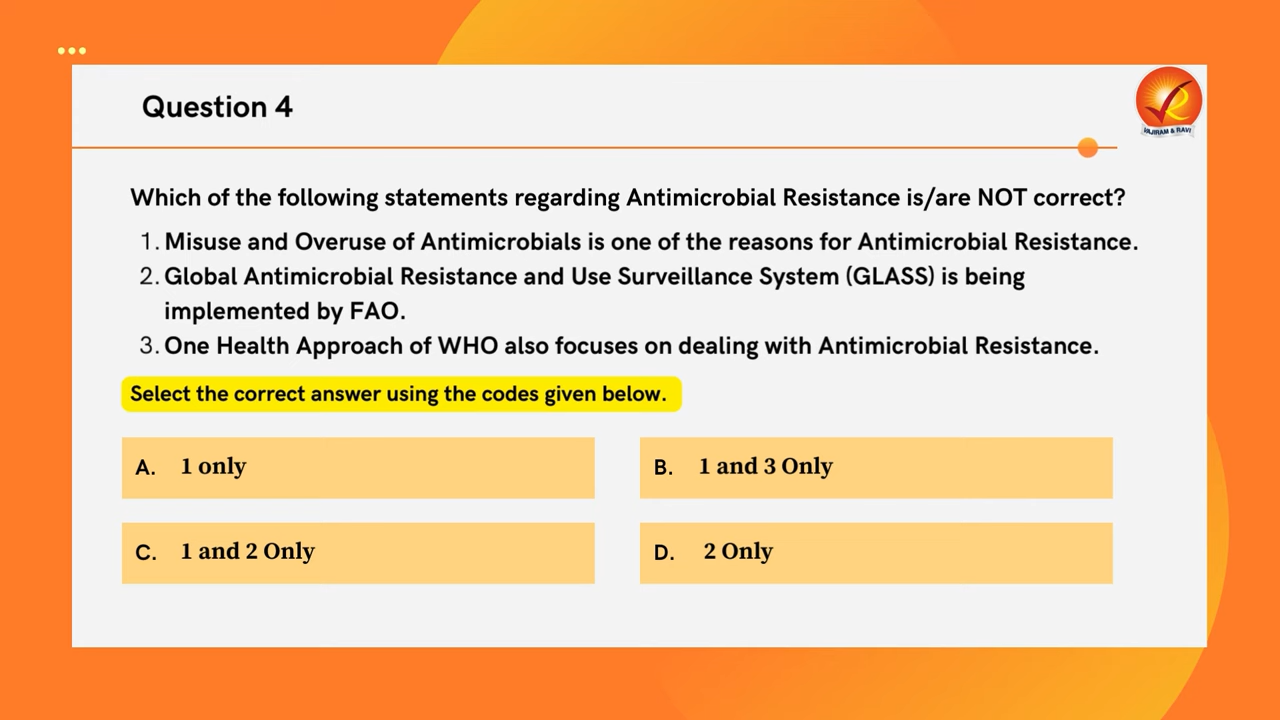 Question 4
VAJIRAM & RAVI
Which of the following statements regarding Antimicrobial Resistance is/are NOT correct?
1. Misuse and Overuse of Antimicrobials is one of the reasons for Antimicrobial Resistance.
2. Global Antimicrobial Resistance and Use Surveillance System (GLASS) is being
implemented by FAO.
3. One Health Approach of WHO also focuses on dealing with Antimicrobial Resistance.
Select the correct answer using the codes given below.
A. 1 only
B. 1 and 3 Only
C. 1 and 2 Only
D. 2 Only